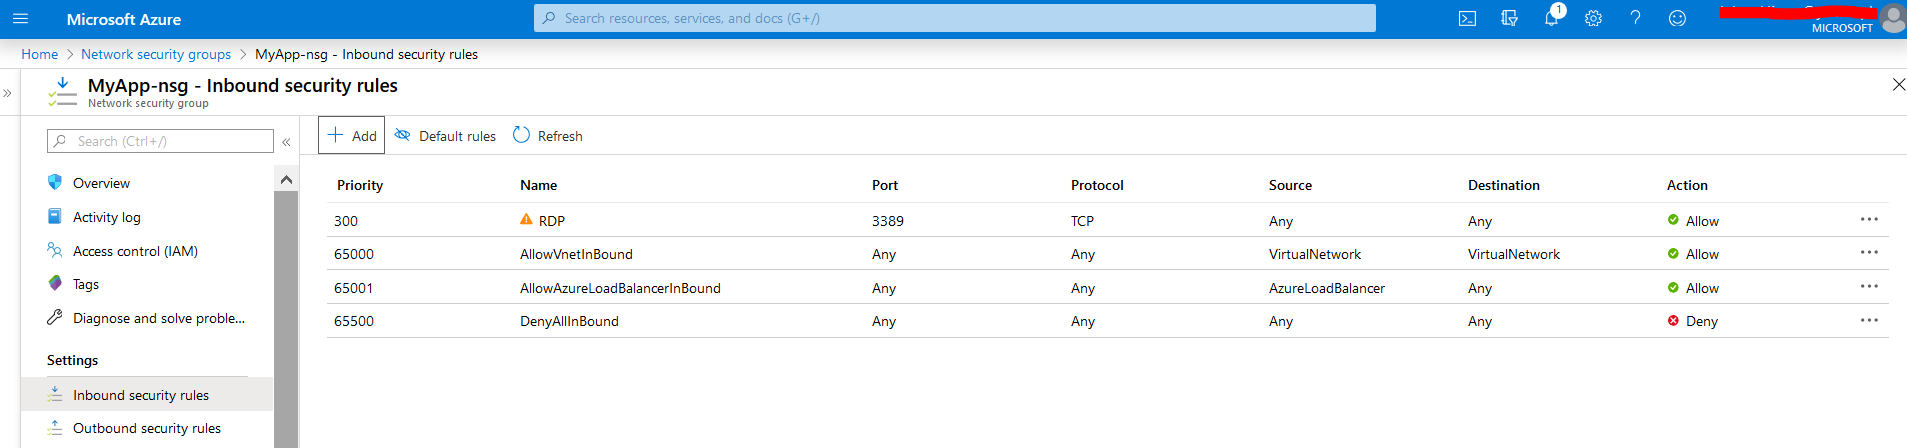 Microsoft Azure
Search resources, services, and docs (G+/)
1
MICROSOFT
Home > Network security groups > MyApp-nsg - Inbound security rules
MyApp-nsg - Inbound security rules
Network security group
Search (Ctrl+/)
Overview
Activity log
Access control (IAM)
Tags
Diagnose and solve proble...
Settings
Inbound security rules
Outbound security rules
Add Default rules Refresh
Priority Name Port Protocol Source Destination Action
300 RDP 3389 TCP Any Any Allow
65000 AllowVnetInBound Any Any VirtualNetwork VirtualNetwork Allow
65001 AllowAzureLoadBalancerInBound Any Any AzureLoadBalancer Any Allow
65500 DenyAllInBound Any Any Any Any Deny